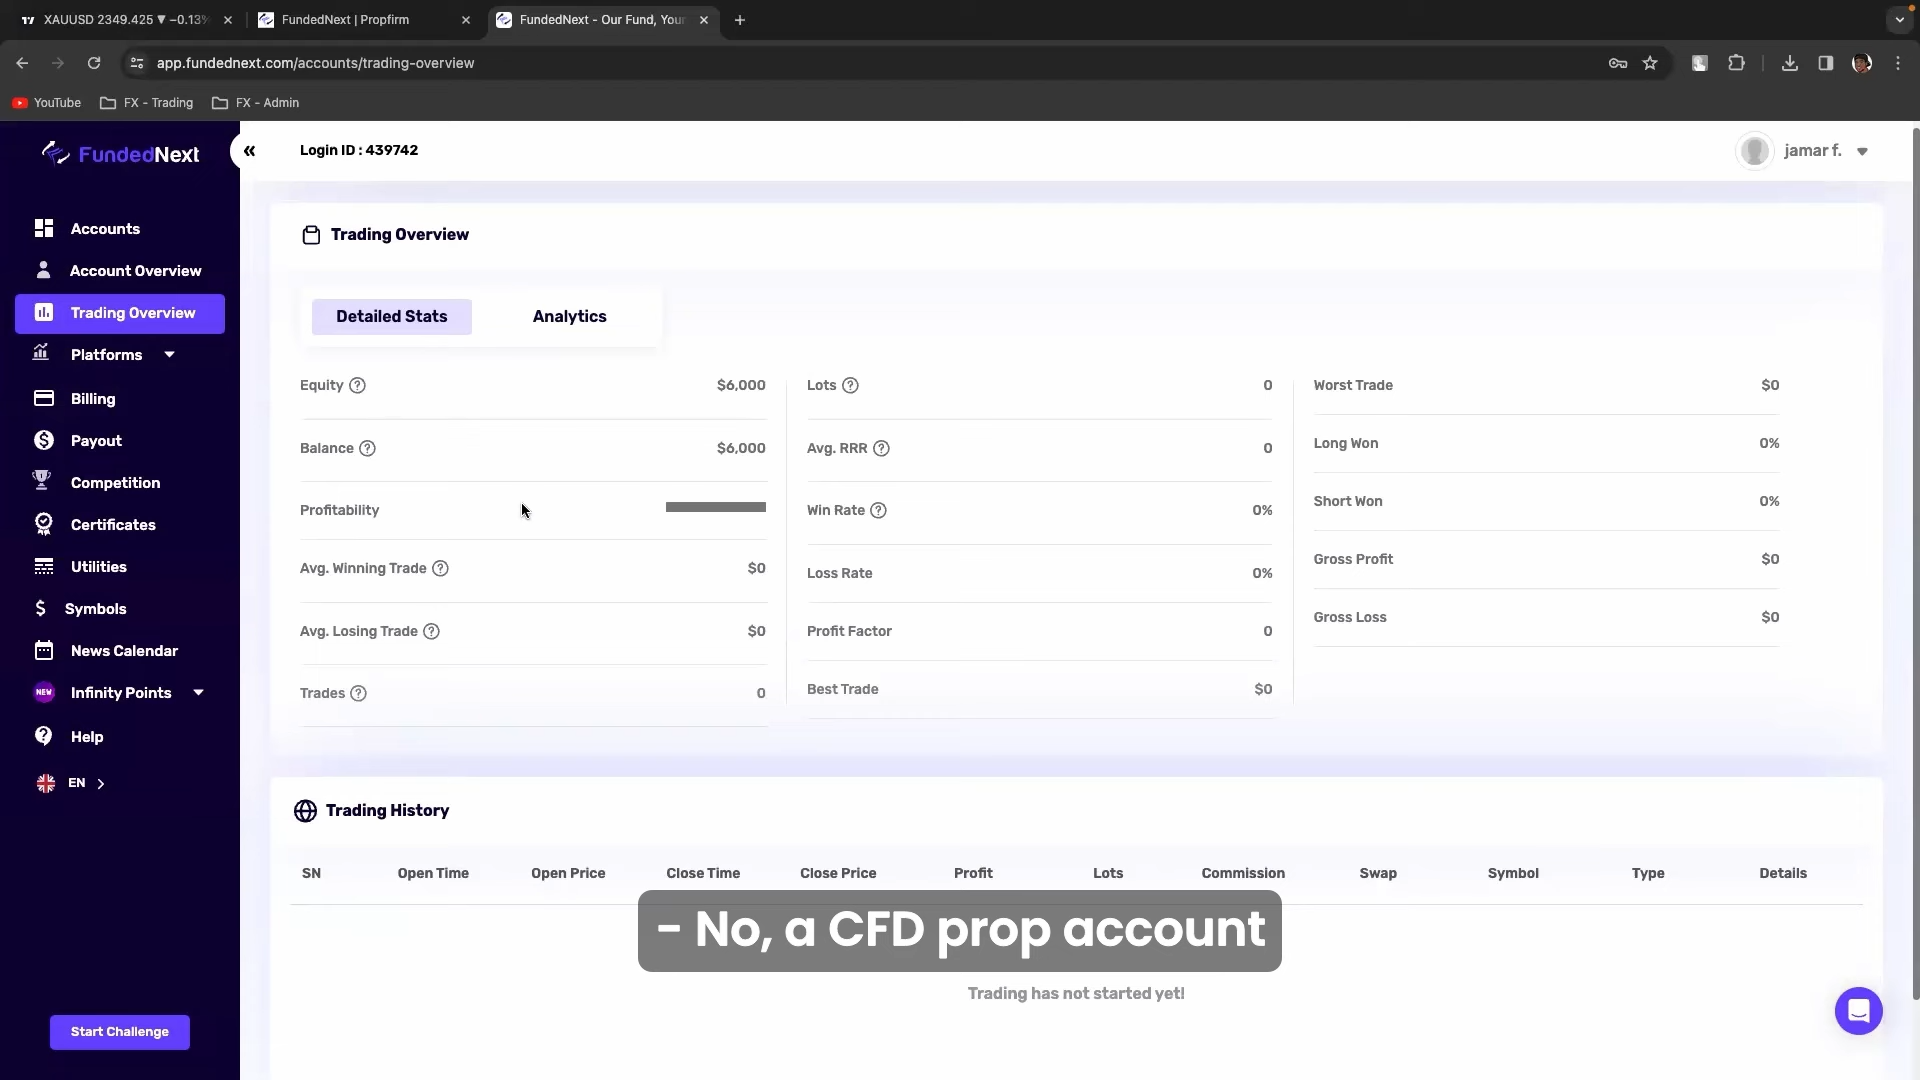 XAUUSD 2349.425 ▼ −0.13%
FundedNext | Propfirm
FundedNext - Our Fund, Your
app.fundednext.com/accounts/trading-overview
YouTube
FX - Trading
FX - Admin
FundedNext
Login ID : 439742
jamar f.
Accounts
Account Overview
Trading Overview
Platforms
Billing
Payout
Competition
Certificates
Utilities
Symbols
News Calendar
NEW
Infinity Points
Help
EN
Start Challenge
Trading Overview
Detailed Stats
Analytics
Equity $6,000
Balance $6,000
Profitability
Avg. Winning Trade $0
Avg. Losing Trade $0
Trades 0
Lots 0
Avg. RRR 0
Win Rate 0%
Loss Rate 0%
Profit Factor 0
Best Trade $0
Worst Trade $0
Long Won 0%
Short Won 0%
Gross Profit $0
Gross Loss $0
Trading History
SN Open Time Open Price Close Time Close Price Profit Lots Commission Swap Symbol Type Details
- No, a CFD prop account
Trading has not started yet!